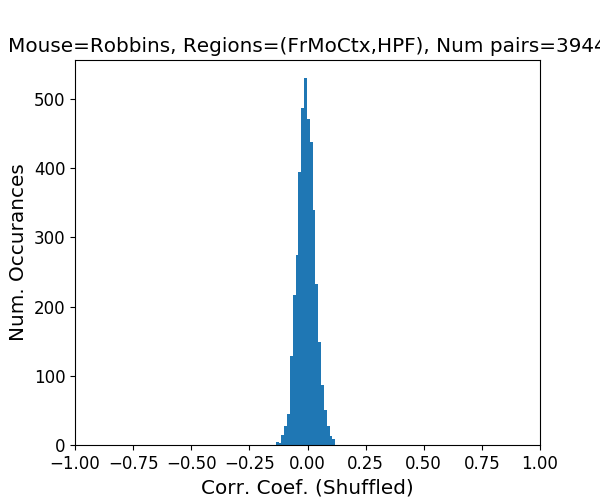 Mouse=Robbins, Regions=(FrMoCtx,HPF), Num pairs=3944
Num. Occurances
500
400
300
200
100
0
−1.00 −0.75 −0.50 −0.25 0.00 0.25 0.50 0.75 1.00
Corr. Coef. (Shuffled)